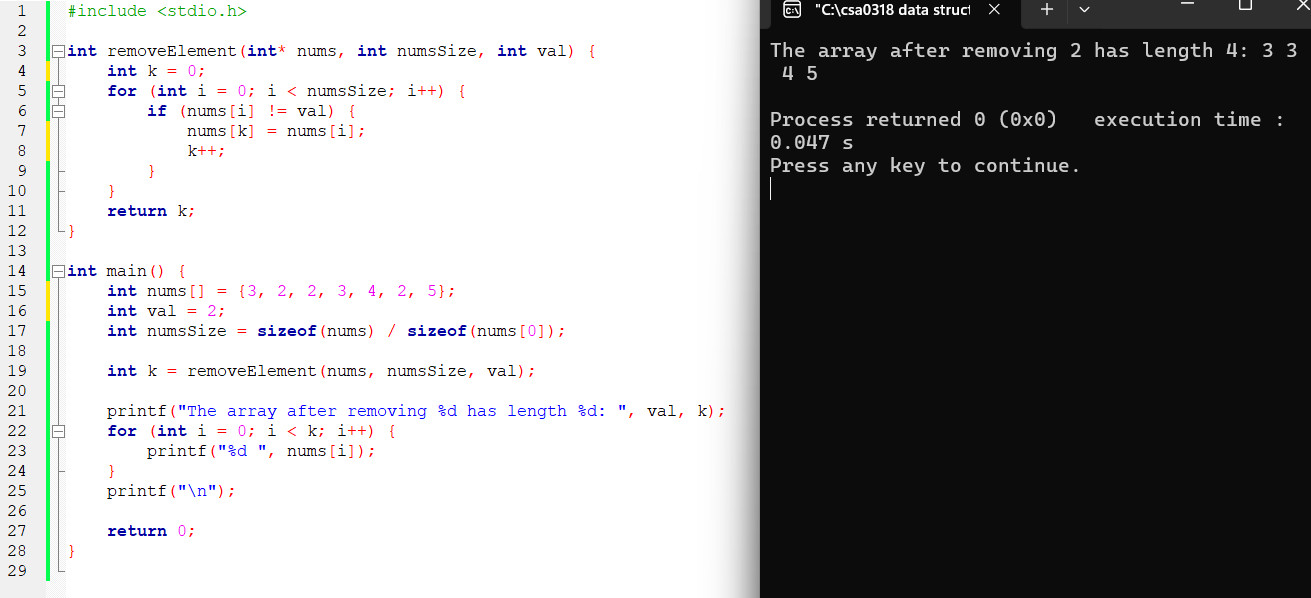 1 #include <stdio.h>
2
3 int removeElement(int* nums, int numsSize, int val) {
4     int k = 0;
5     for (int i = 0; i < numsSize; i++) {
6         if (nums[i] != val) {
7             nums[k] = nums[i];
8             k++;
9         }
10     }
11     return k;
12 }
13
14 int main() {
15     int nums[] = {3, 2, 2, 3, 4, 2, 5};
16     int val = 2;
17     int numsSize = sizeof(nums) / sizeof(nums[0]);
18
19     int k = removeElement(nums, numsSize, val);
20
21     printf("The array after removing %d has length %d: ", val, k);
22     for (int i = 0; i < k; i++) {
23         printf("%d ", nums[i]);
24     }
25     printf("\n");
26
27     return 0;
28 }
29
"C:\csa0318 data struct
The array after removing 2 has length 4: 3 3
 4 5
Process returned 0 (0x0)   execution time :
0.047 s
Press any key to continue.